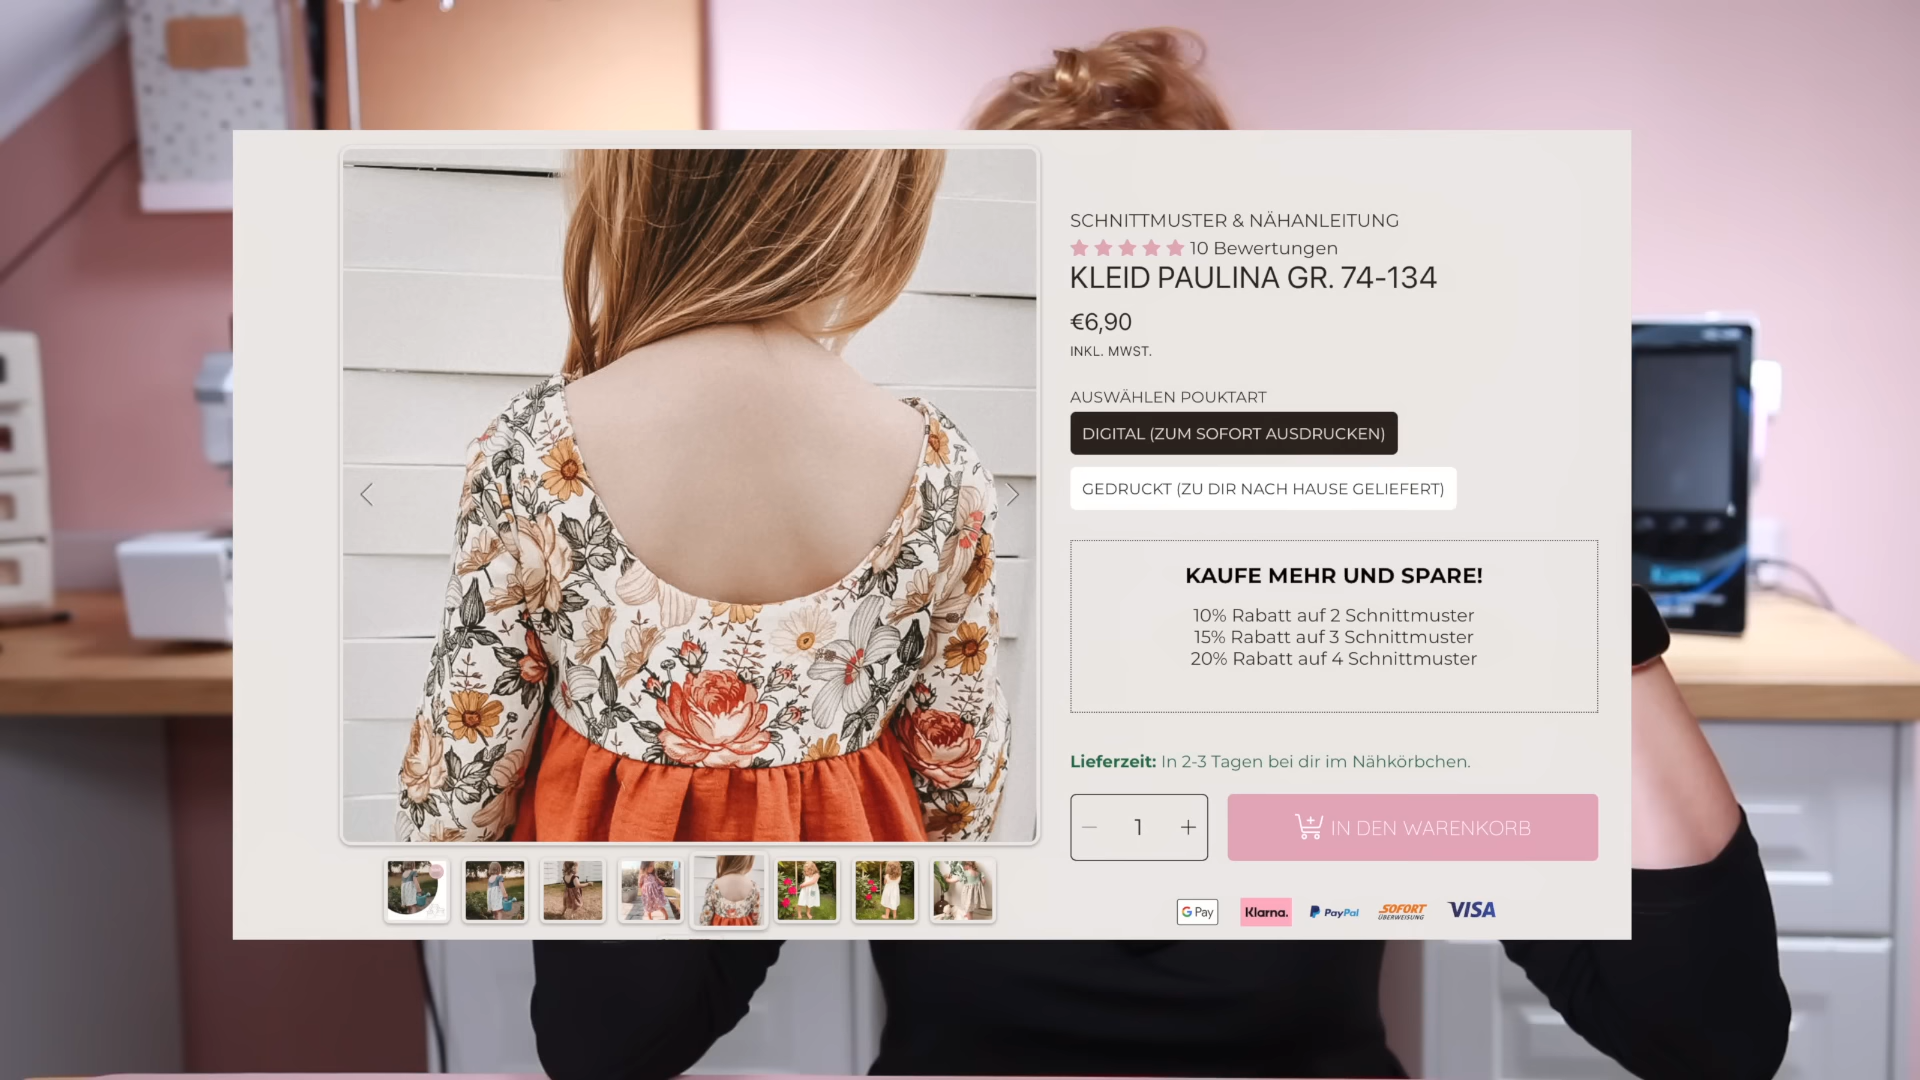 SCHNITTMUSTER & NÄHANLEITUNG
10 Bewertungen
KLEID PAULINA GR. 74-134
€6,90
INKL. MWST.
AUSWÄHLEN POUKTART
DIGITAL (ZUM SOFORT AUSDRUCKEN)
GEDRUCKT (ZU DIR NACH HAUSE GELIEFERT)
KAUFE MEHR UND SPARE!
10% Rabatt auf 2 Schnittmuster
15% Rabatt auf 3 Schnittmuster
20% Rabatt auf 4 Schnittmuster
Lieferzeit: In 2-3 Tagen bei dir im Nähkörbchen.
1
IN DEN WARENKORB
G Pay
Klarna.
PayPal
SOFORT
ÜBERWEISUNG
VISA